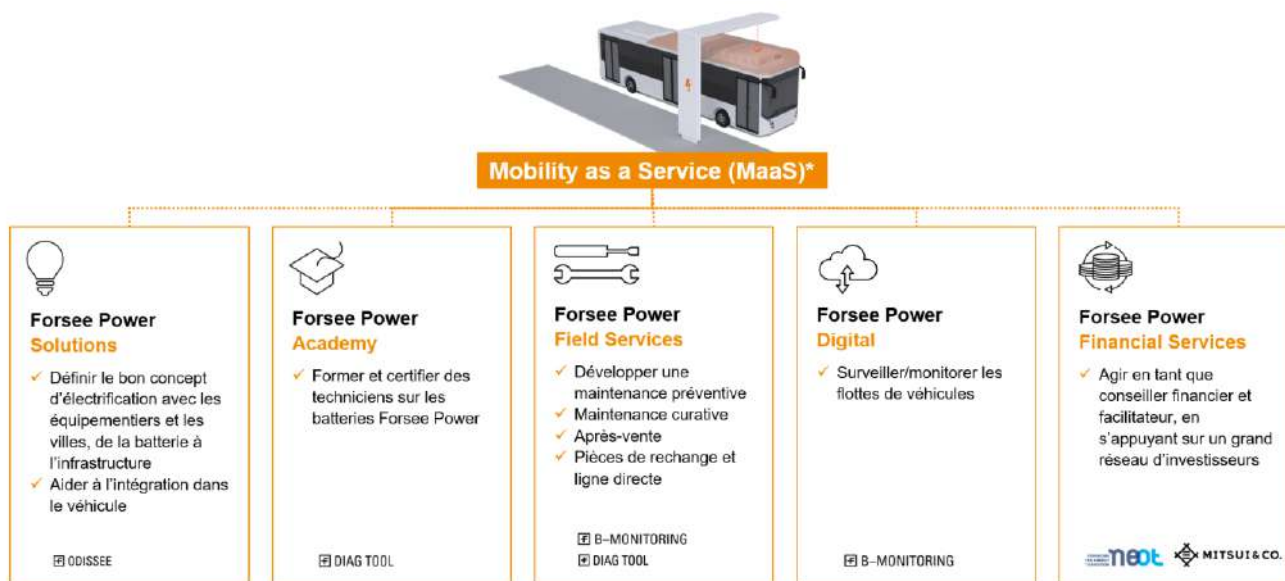 Mobility as a Service (MaaS)*
Forsee Power
Solutions
✓ Définir le bon concept
d'électrification avec les
équipementiers et les
villes, de la batterie à
l'infrastructure
✓ Aider à l'intégration dans
le véhicule
ODISSEE
Forsee Power
Academy
✓ Former et certifier des
techniciens sur les
batteries Forsee Power
DIAG TOOL
Forsee Power
Field Services
✓ Développer une
maintenance préventive
✓ Maintenance curative
✓ Après-vente
✓ Pièces de rechange et
ligne directe
B-MONITORING
DIAG TOOL
Forsee Power
Digital
✓ Surveiller/monitorer les
flottes de véhicules
B-MONITORING
Forsee Power
Financial Services
✓ Agir en tant que
conseiller financier et
facilitateur, en
s'appuyant sur un grand
réseau d'investisseurs
neot
MITSUI & CO.